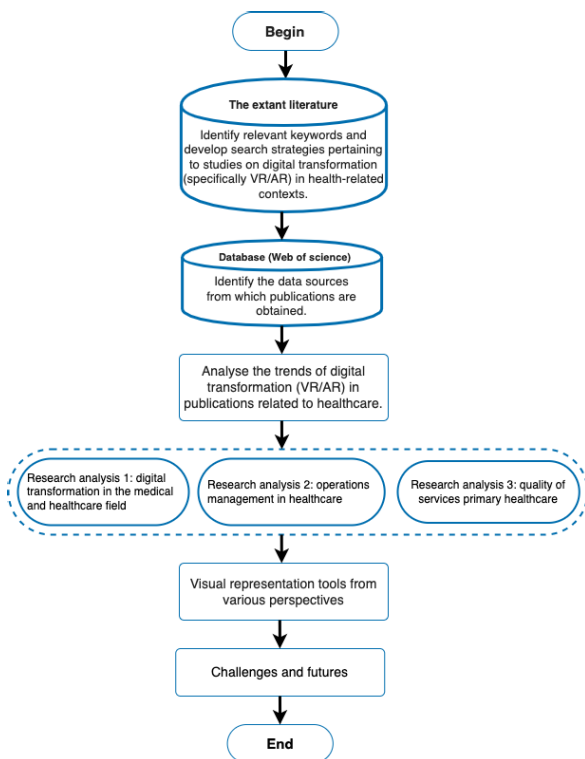 Begin
The extant literature
Identify relevant keywords and
develop search strategies pertaining
to studies on digital transformation
(specifically VR/AR) in health-related
contexts.
Database (Web of science)
Identify the data sources
from which publications are
obtained.
Analyse the trends of digital
transformation (VR/AR) in
publications related to healthcare.
Research analysis 1: digital
transformation in the medical
and healthcare field
Research analysis 2: operations
management in healthcare
Research analysis 3: quality of
services primary healthcare
Visual representation tools from
various perspectives
Challenges and futures
End